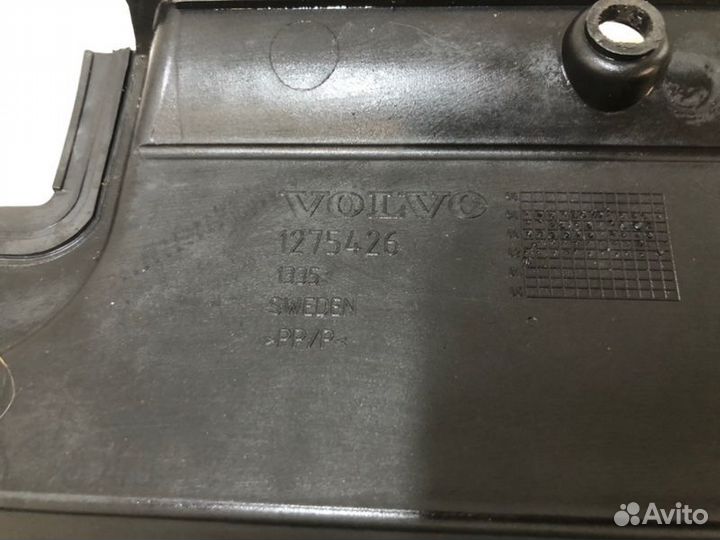 VOLVO
1275426
1335
SWEDEN
>PP/P<
Avito